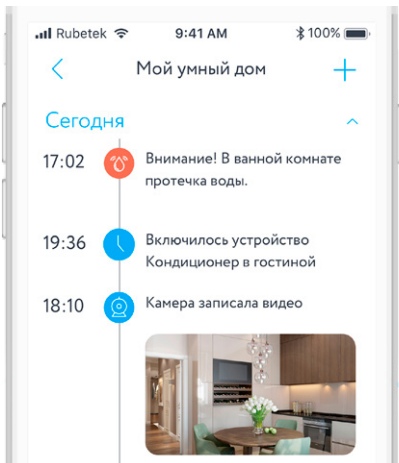 Rubetek 9:41 AM 100%
Мой умный дом
Сегодня
17:02 Внимание! В ванной комнате
протечка воды.
19:36 Включилось устройство
Кондиционер в гостиной
18:10 Камера записала видео